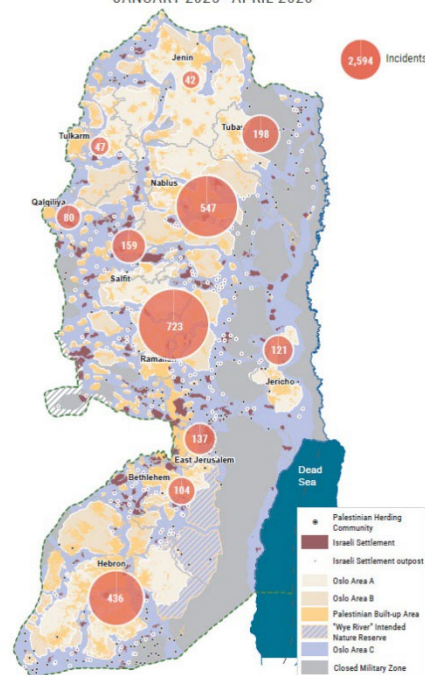 JANUARY 2025 - APRIL 2026
2,594
Incidents
Jenin
42
Tulkarm
47
Tubas
198
Nablus
547
Qalqiliya
80
159
Salfit
723
Ramallah
121
Jericho
137
East Jerusalem
Bethlehem
104
Dead
Sea
Hebron
436
Palestinian Herding
Community
Israeli Settlement
Israeli Settlement outpost
Oslo Area A
Oslo Area B
Palestinian Built-up Area
"Wye River" Intended
Nature Reserve
Oslo Area C
Closed Military Zone